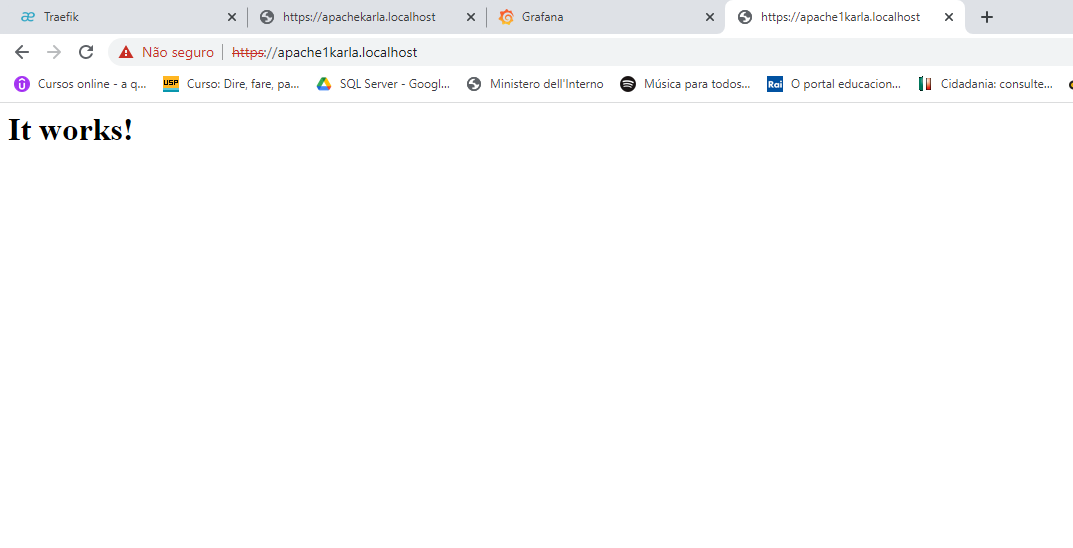 Traefik
https://apachekarla.localhost
Grafana
https://apache1karla.localhost
Não seguro https://apache1karla.localhost
Cursos online - a q...
USP Curso: Dire, fare, pa...
SQL Server - Googl...
Ministero dell'Interno
Música para todos...
Rai O portal educacion...
Cidadania: consulte...
It works!